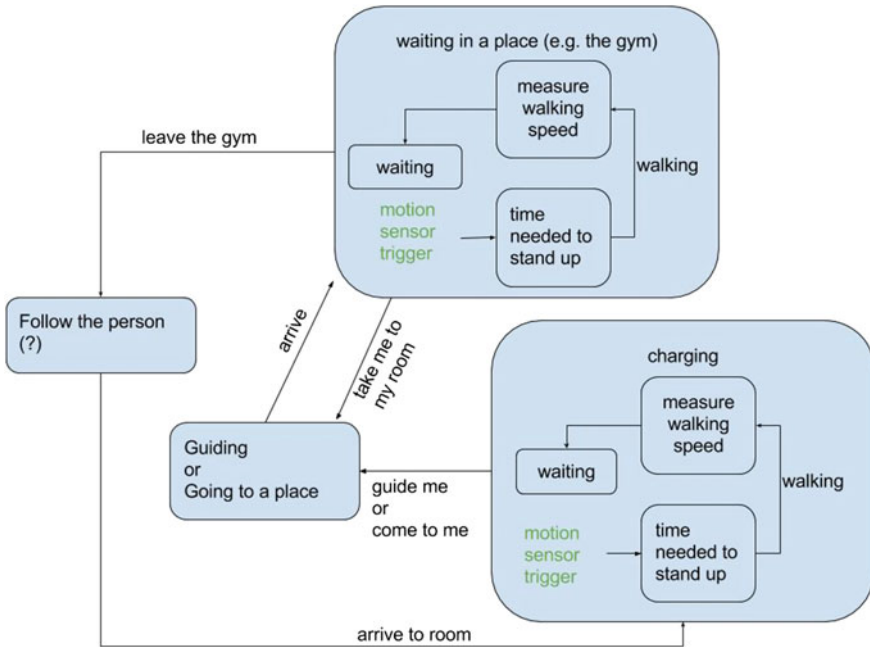 waiting in a place (e.g. the gym)
measure
walking
speed
leave the gym
waiting
walking
motion
sensor
trigger
time
needed to
stand up
Follow the person
(?)
arrive
take me to
my room
charging
measure
walking
speed
Guiding
or
Going to a place
waiting
guide me
or
come to me
walking
motion
sensor
trigger
time
needed to
stand up
arrive to room